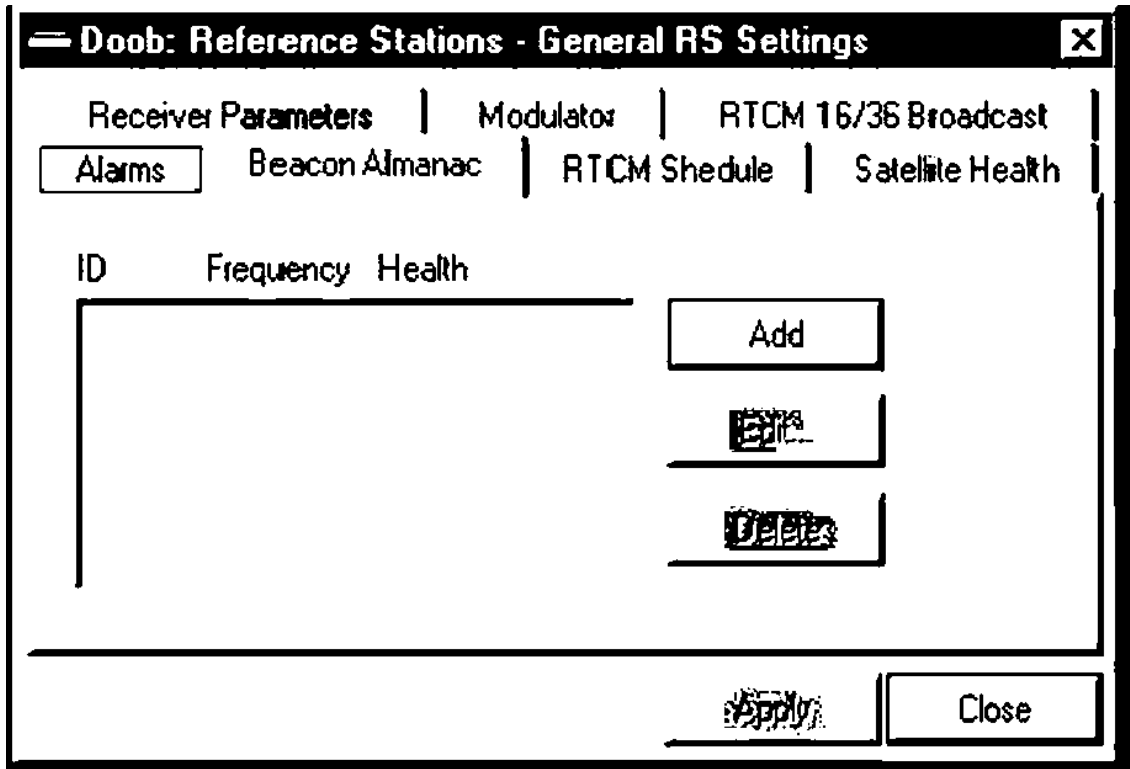 Doob: Reference Stations - General RS Settings
Receiver Parameters Modulator RTCM 16/36 Broadcast
Alarms Beacon Almanac RTCM Shedule Satellite Health
ID Frequency Health
Add
Edit...
Delete
Apply Close